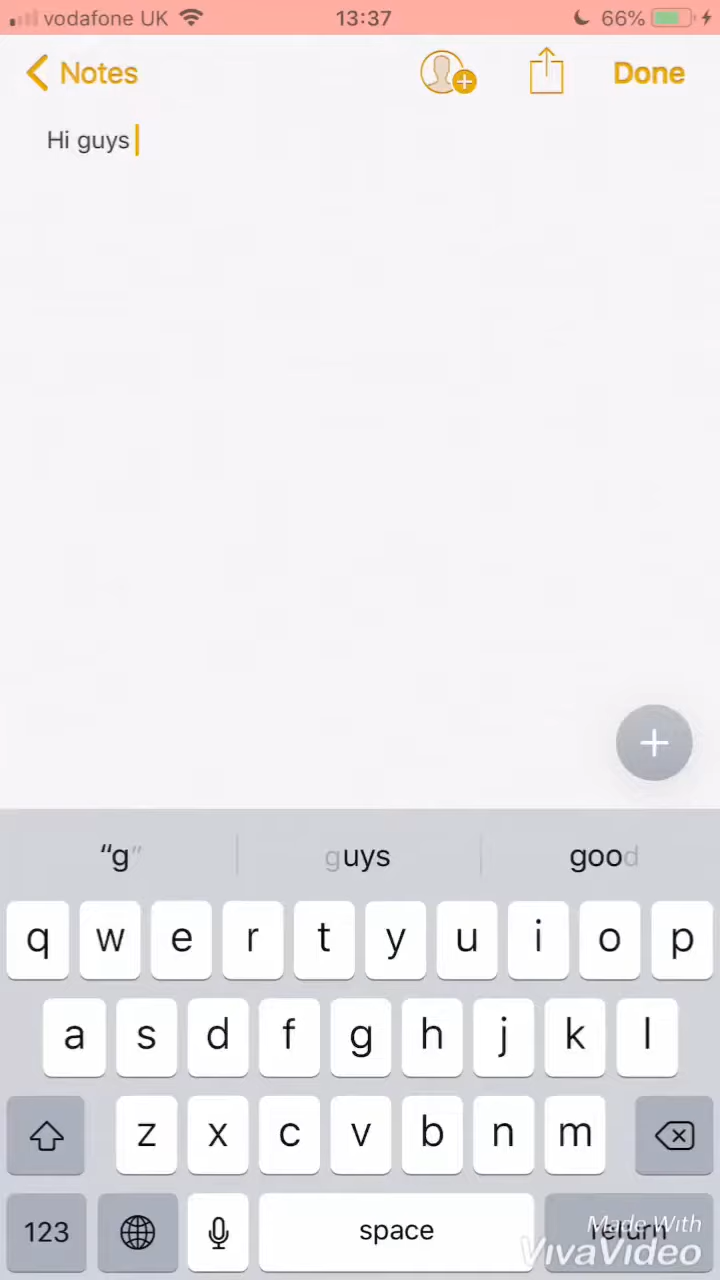 vodafone UK 13:37 66%
Notes Done
Hi guys
“g” guys good
q w e r t y u i o p
a s d f g h j k l
z x c v b n m
123 space return
Made With
VivaVideo